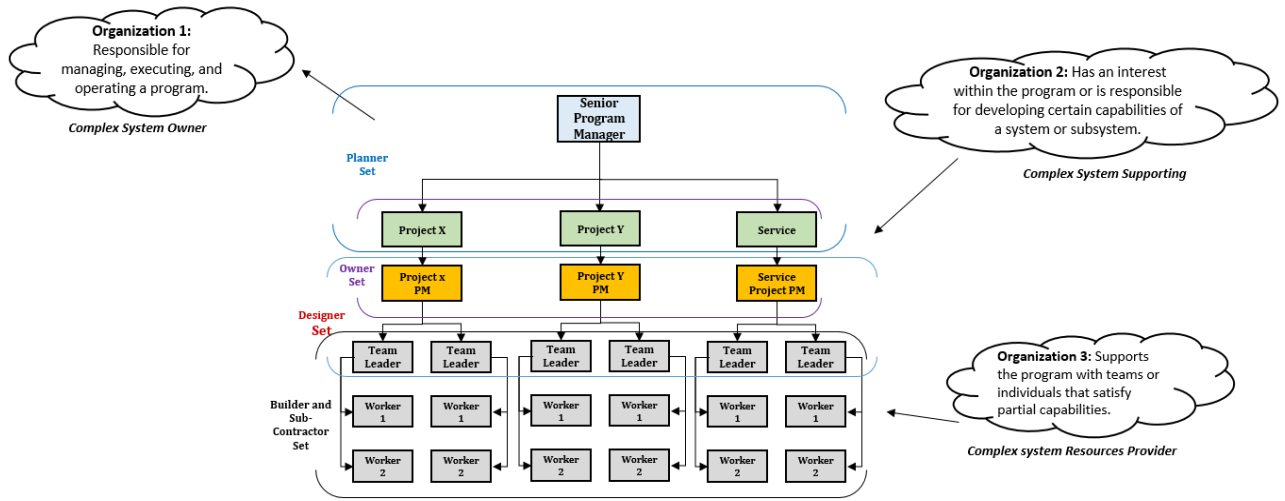 Organization 1:
Responsible for
managing, executing, and
operating a program.
Complex System Owner
Organization 2: Has an interest
within the program or is responsible
for developing certain capabilities of
a system or subsystem.
Complex System Supporting
Senior
Program
Manager
Planner
Set
Project X
Project Y
Service
Owner
Set
Project x
PM
Project Y
PM
Service
Project PM
Designer
Set
Team
Leader
Team
Leader
Team
Leader
Team
Leader
Team
Leader
Team
Leader
Organization 3: Supports
the program with teams or
individuals that satisfy
partial capabilities.
Complex system Resources Provider
Builder and
Sub-
Contractor
Set
Worker
1
Worker
1
Worker
1
Worker
1
Worker
1
Worker
1
Worker
2
Worker
2
Worker
2
Worker
2
Worker
2
Worker
2